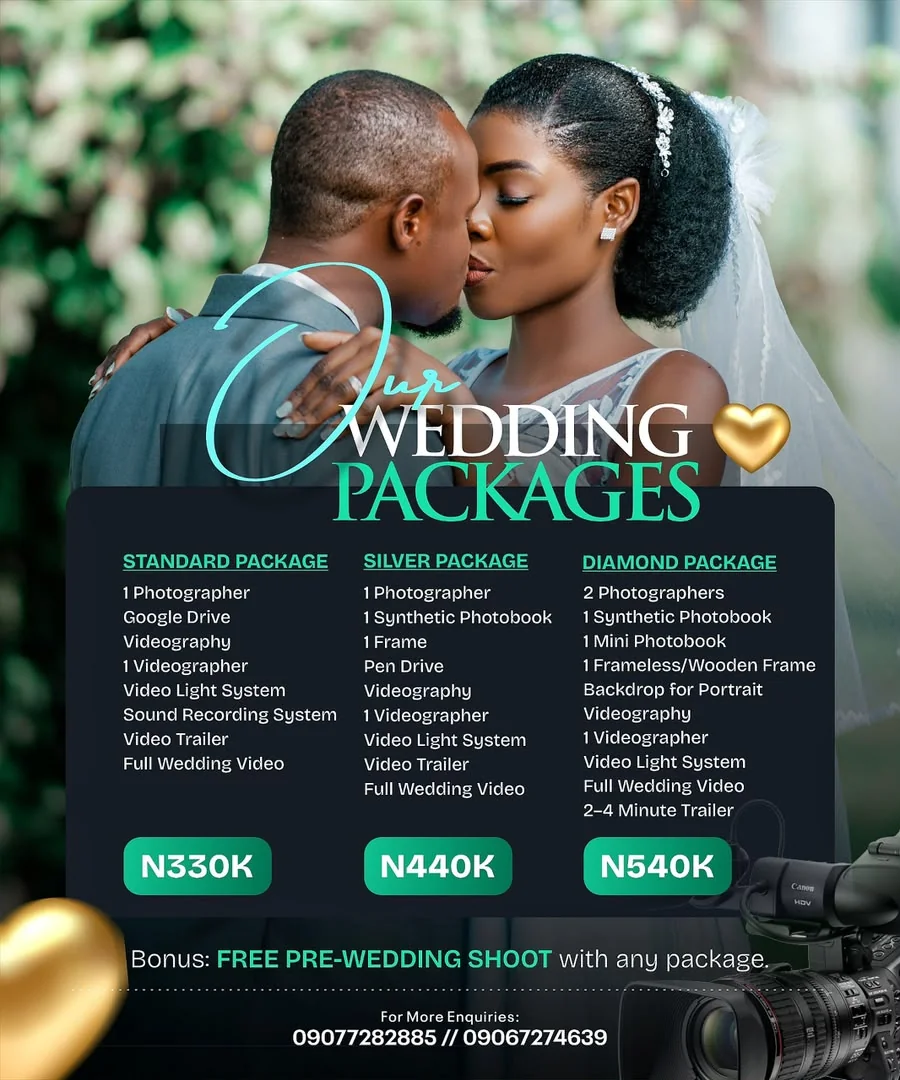 Our
WEDDING
PACKAGES
STANDARD PACKAGE
1 Photographer
Google Drive
Videography
1 Videographer
Video Light System
Sound Recording System
Video Trailer
Full Wedding Video
N330K
SILVER PACKAGE
1 Photographer
1 Synthetic Photobook
1 Frame
Pen Drive
Videography
1 Videographer
Video Light System
Video Trailer
Full Wedding Video
N440K
DIAMOND PACKAGE
2 Photographers
1 Synthetic Photobook
1 Mini Photobook
1 Frameless/Wooden Frame
Backdrop for Portrait
Videography
1 Videographer
Video Light System
Full Wedding Video
2–4 Minute Trailer
N540K
Canon
HDV
Bonus: FREE PRE-WEDDING SHOOT with any package.
For More Enquiries:
09077282885 // 09067274639